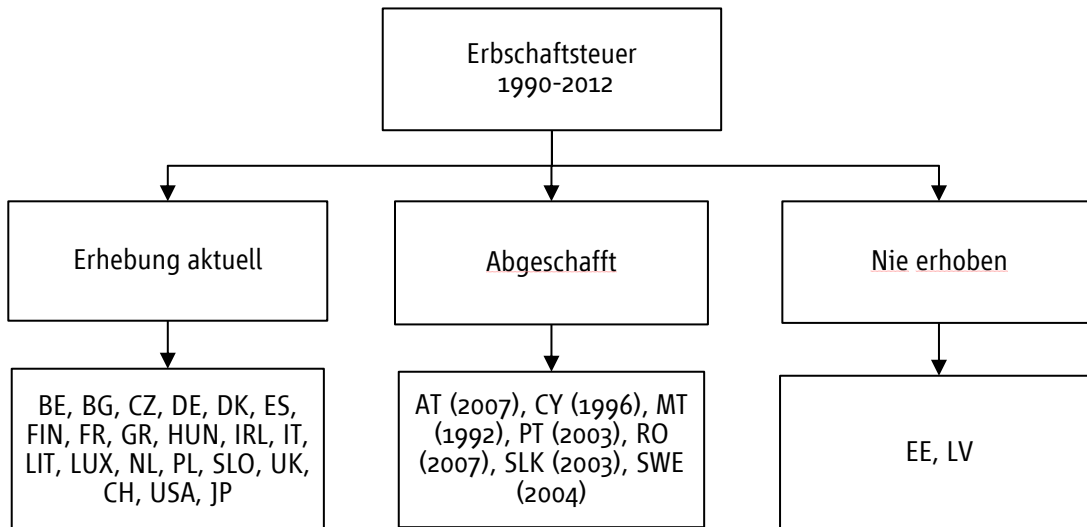 Erbschaftsteuer
1990-2012
Erhebung aktuell
Abgeschafft
Nie erhoben
BE, BG, CZ, DE, DK, ES,
FIN, FR, GR, HUN, IRL, IT,
LIT, LUX, NL, PL, SLO, UK,
CH, USA, JP
AT (2007), CY (1996), MT
(1992), PT (2003), RO
(2007), SLK (2003), SWE
(2004)
EE, LV